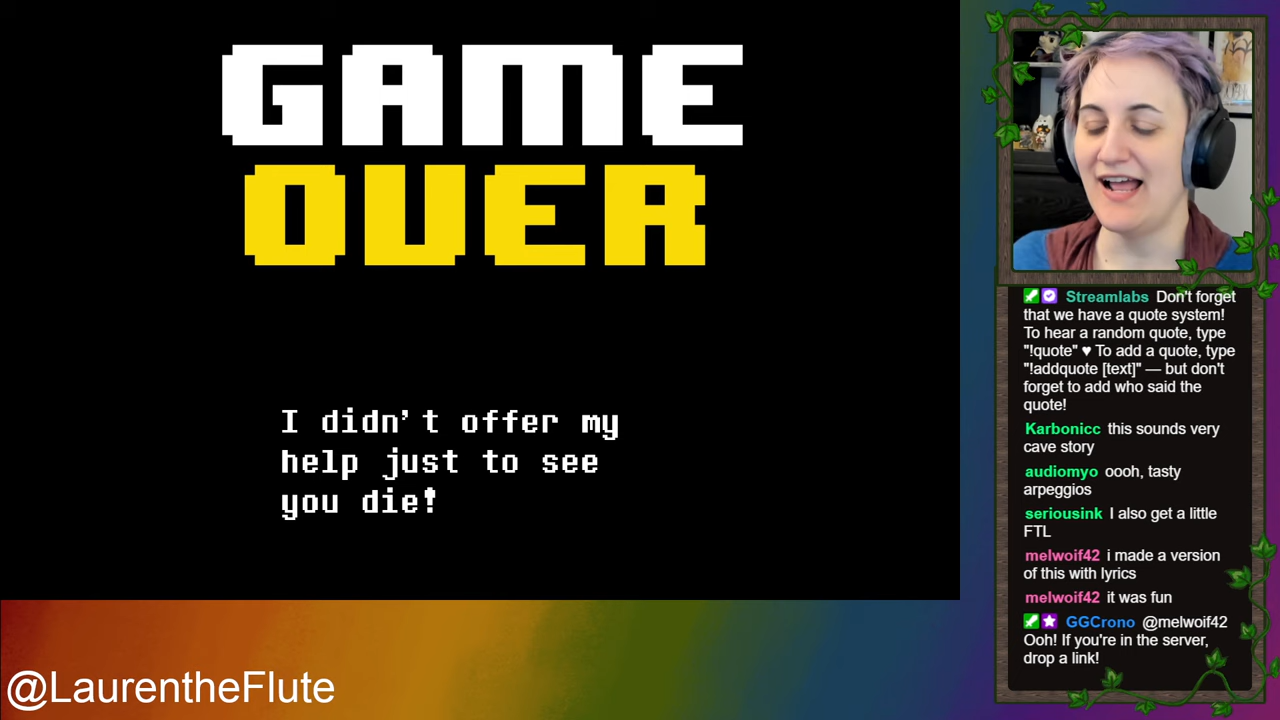 GAME
OVER
I didn't offer my
help just to see
you die!
@LaurentheFlute
Streamlabs Don't forget
that we have a quote system!
To hear a random quote, type
"!quote" ♥ To add a quote, type
"!addquote [text]" — but don't
forget to add who said the
quote!
Karbonicc this sounds very
cave story
audiomyo oooh, tasty
arpeggios
seriousink I also get a little
FTL
melwoif42 i made a version
of this with lyrics
melwoif42 it was fun
GGCrono @melwoif42
Ooh! If you're in the server,
drop a link!